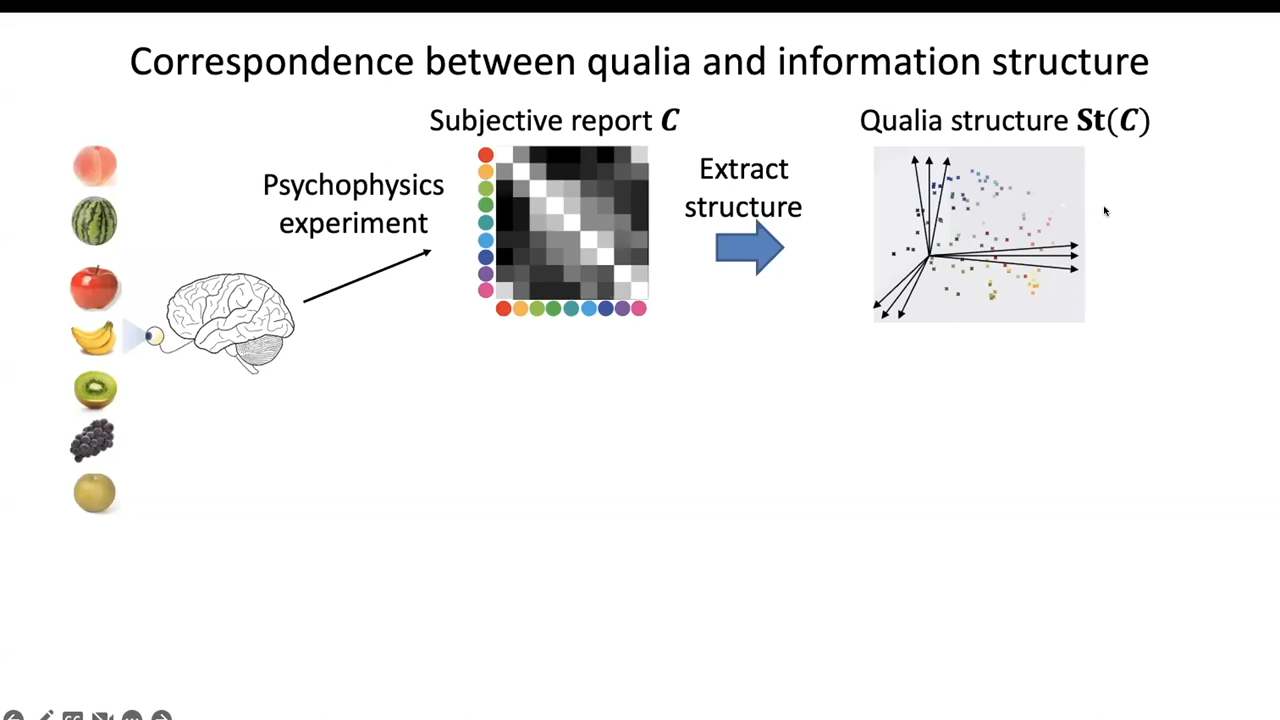 Correspondence between qualia and information structure
Subjective report C
Qualia structure St(C)
Psychophysics
experiment
Extract
structure